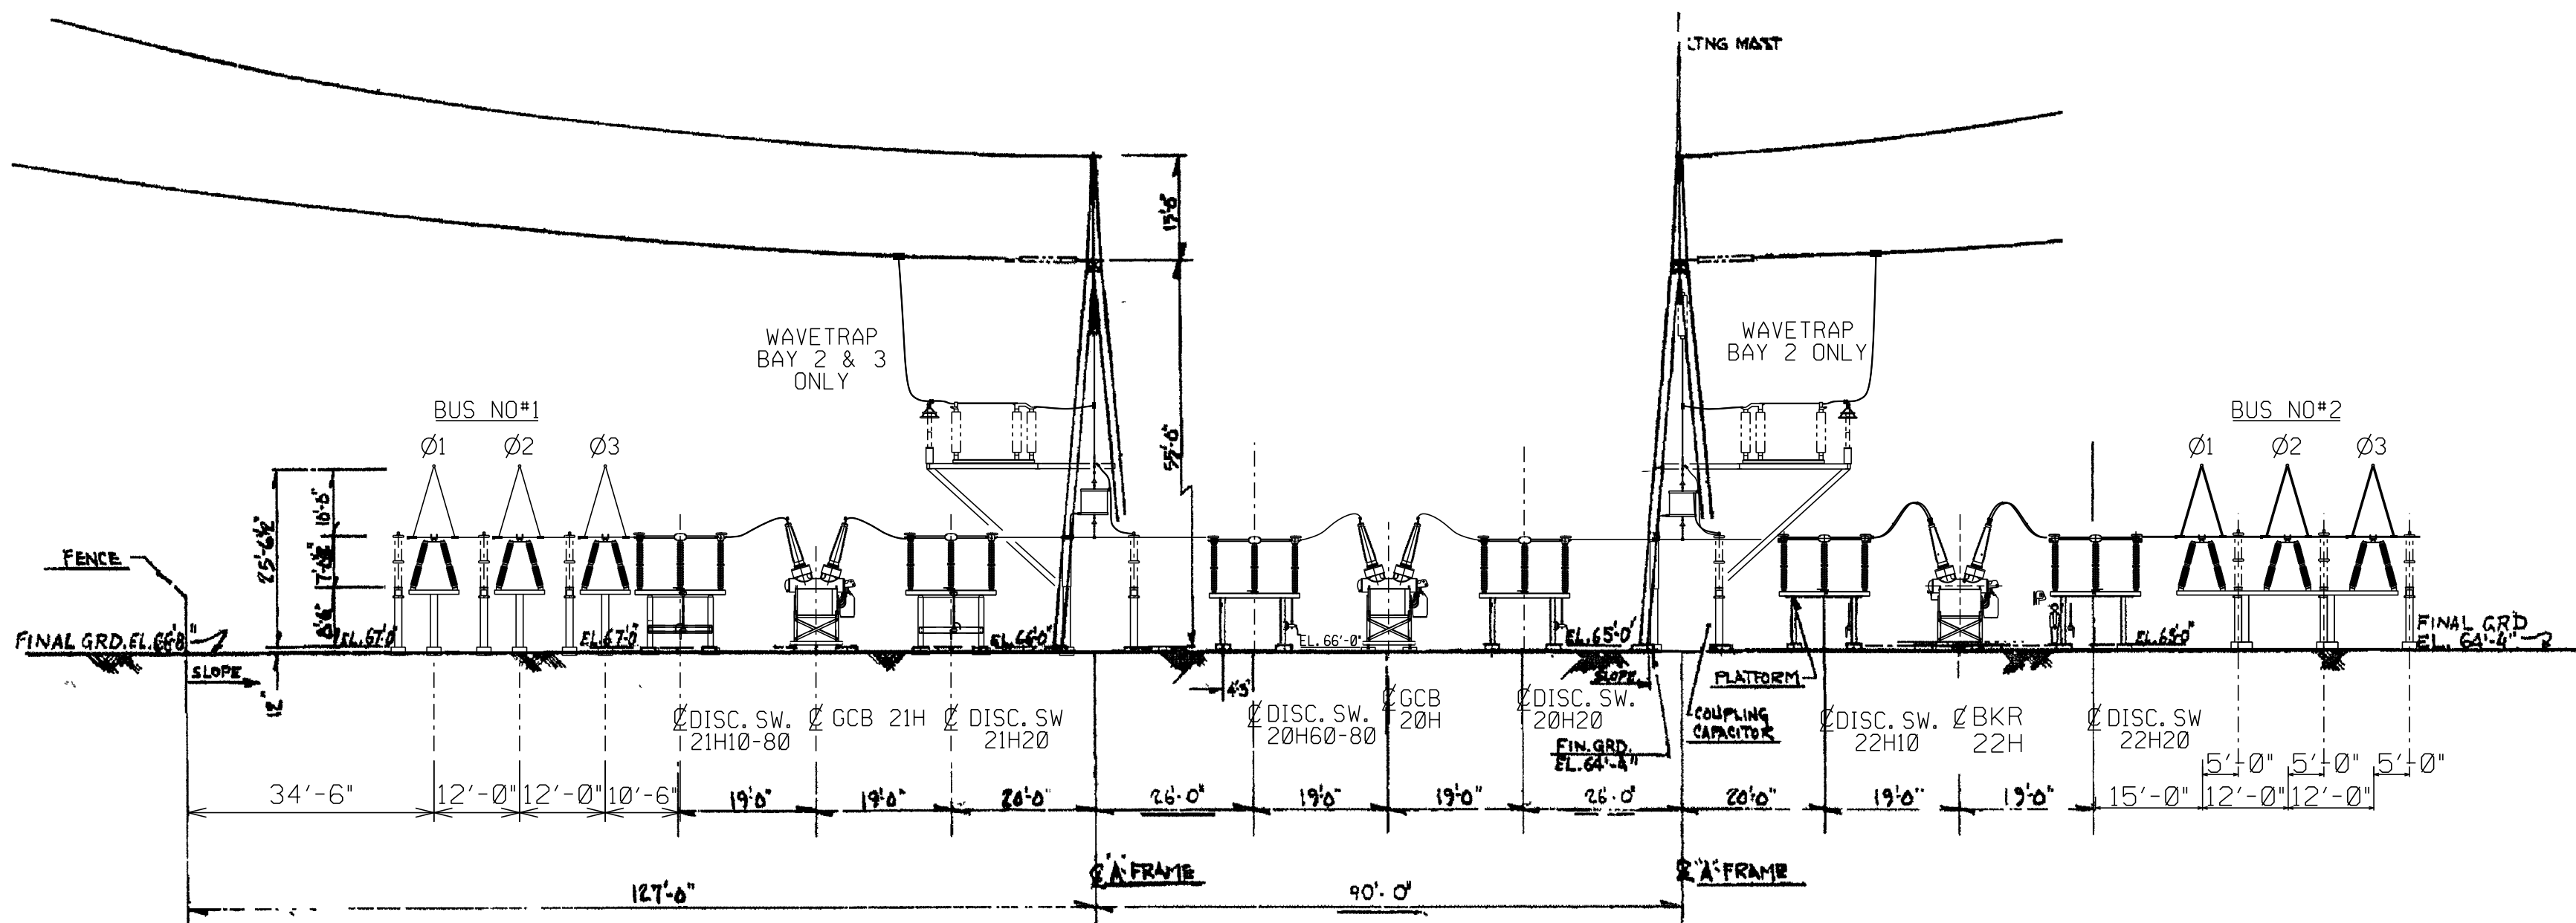 LTNG MAST
15'-0"
55'-0"
WAVETRAP
BAY 2 & 3
ONLY
WAVETRAP
BAY 2 ONLY
BUS NO#1
Ø1 Ø2 Ø3
BUS NO#2
Ø1 Ø2 Ø3
25'-6½"
10'-0"
8'-6"
12"
FENCE
FINAL GRD. EL. 66'-8"
SLOPE
EL. 67'-0"
EL. 67'-0"
EL. 66'-0"
EL. 66'-0"
EL. 65'-0"
EL. 65'-0"
FINAL GRD
EL. 64'-4"
4'-3"
SLOPE
PLATFORM
COUPLING
CAPACITOR
FIN. GRD.
EL. 64'-4"
℄ DISC. SW.
21H10-80
℄ GCB 21H
℄ DISC. SW
21H20
℄ DISC. SW.
20H60-80
℄ GCB
20H
℄ DISC. SW.
20H20
℄ DISC. SW.
22H10
℄ BKR
22H
℄ DISC. SW
22H20
5'-0" 5'-0" 5'-0"
34'-6" 12'-0" 12'-0" 10'-6" 19'-0" 19'-0" 20'-0" 26'-0" 19'-0" 19'-0" 26'-0" 20'-0" 19'-0" 19'-0" 15'-0" 12'-0" 12'-0"
℄ "A" FRAME
℄ "A" FRAME
127'-0"
90'-0"